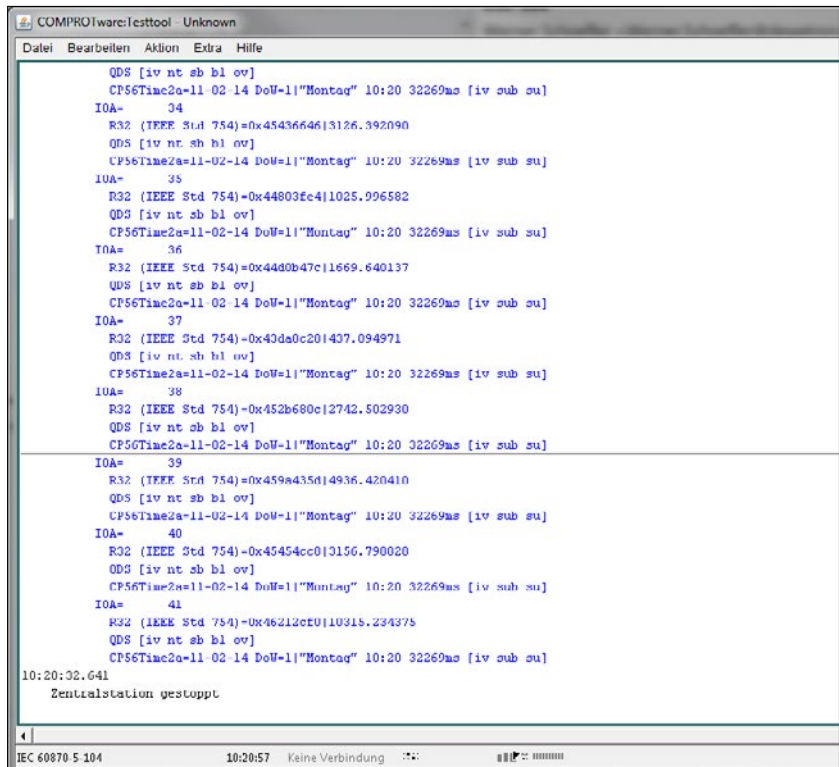 COMPROTware:Testtool - Unknown
Datei Bearbeiten Aktion Extra Hilfe
QDS [iv nt sb bl ov]
CP56Time2a=11-02-14 DoW=1|"Montag" 10:20 32269ms [iv sub su]
IOA= 34
R32 (IEEE Std 754)=0x45436646|3126.392090
QDS [iv nt sb bl ov]
CP56Time2a=11-02-14 DoW=1|"Montag" 10:20 32269ms [iv sub su]
IOA= 35
R32 (IEEE Std 754)=0x44803fe4|1025.996582
QDS [iv nt sb bl ov]
CP56Time2a=11-02-14 DoW=1|"Montag" 10:20 32269ms [iv sub su]
IOA= 36
R32 (IEEE Std 754)=0x44d0b47c|1669.640137
QDS [iv nt sb bl ov]
CP56Time2a=11-02-14 DoW=1|"Montag" 10:20 32269ms [iv sub su]
IOA= 37
R32 (IEEE Std 754)=0x43da0c28|437.094971
QDS [iv nt sb bl ov]
CP56Time2a=11-02-14 DoW=1|"Montag" 10:20 32269ms [iv sub su]
IOA= 38
R32 (IEEE Std 754)=0x452b680c|2742.502930
QDS [iv nt sb bl ov]
CP56Time2a=11-02-14 DoW=1|"Montag" 10:20 32269ms [iv sub su]
IOA= 39
R32 (IEEE Std 754)=0x459a435d|4936.420410
QDS [iv nt sb bl ov]
CP56Time2a=11-02-14 DoW=1|"Montag" 10:20 32269ms [iv sub su]
IOA= 40
R32 (IEEE Std 754)=0x45454cc8|3156.798828
QDS [iv nt sb bl ov]
CP56Time2a=11-02-14 DoW=1|"Montag" 10:20 32269ms [iv sub su]
IOA= 41
R32 (IEEE Std 754)=0x46212cf0|10315.234375
QDS [iv nt sb bl ov]
CP56Time2a=11-02-14 DoW=1|"Montag" 10:20 32269ms [iv sub su]
10:20:32.641
Zentralstation gestoppt
IEC 60870-5-104 10:20:57 Keine Verbindung